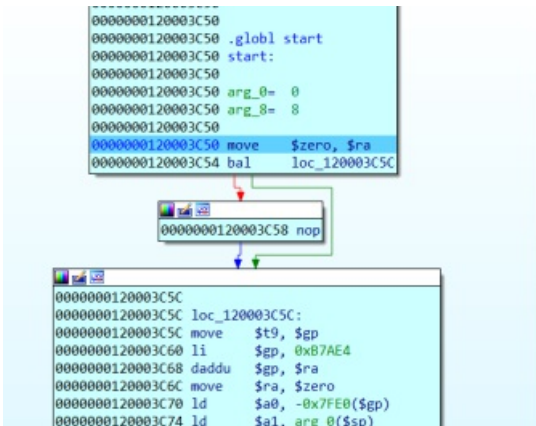 0000000120003C50
0000000120003C50 .globl start
0000000120003C50 start:
0000000120003C50
0000000120003C50 arg_0= 0
0000000120003C50 arg_8= 8
0000000120003C50
0000000120003C50 move $zero, $ra
0000000120003C54 bal loc_120003C5C
0000000120003C58 nop
0000000120003C5C
0000000120003C5C loc_120003C5C:
0000000120003C5C move $t9, $gp
0000000120003C60 li $gp, 0xB7AE4
0000000120003C68 daddu $gp, $ra
0000000120003C6C move $ra, $zero
0000000120003C70 ld $a0, -0x7FE0($gp)
0000000120003C74 ld $a1, arg_0($sp)